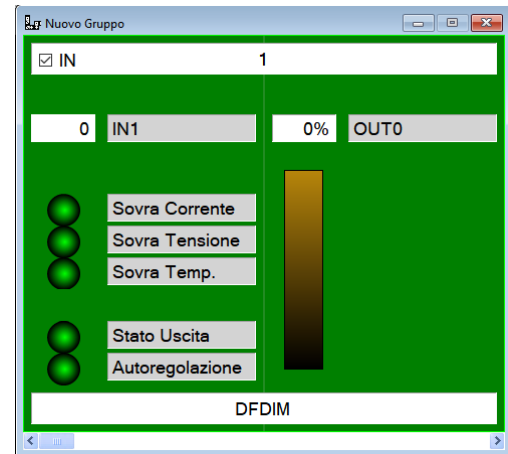 Nuovo Gruppo
IN 1
0 IN1 0% OUT0
Sovra Corrente
Sovra Tensione
Sovra Temp.
Stato Uscita
Autoregolazione
DFDIM